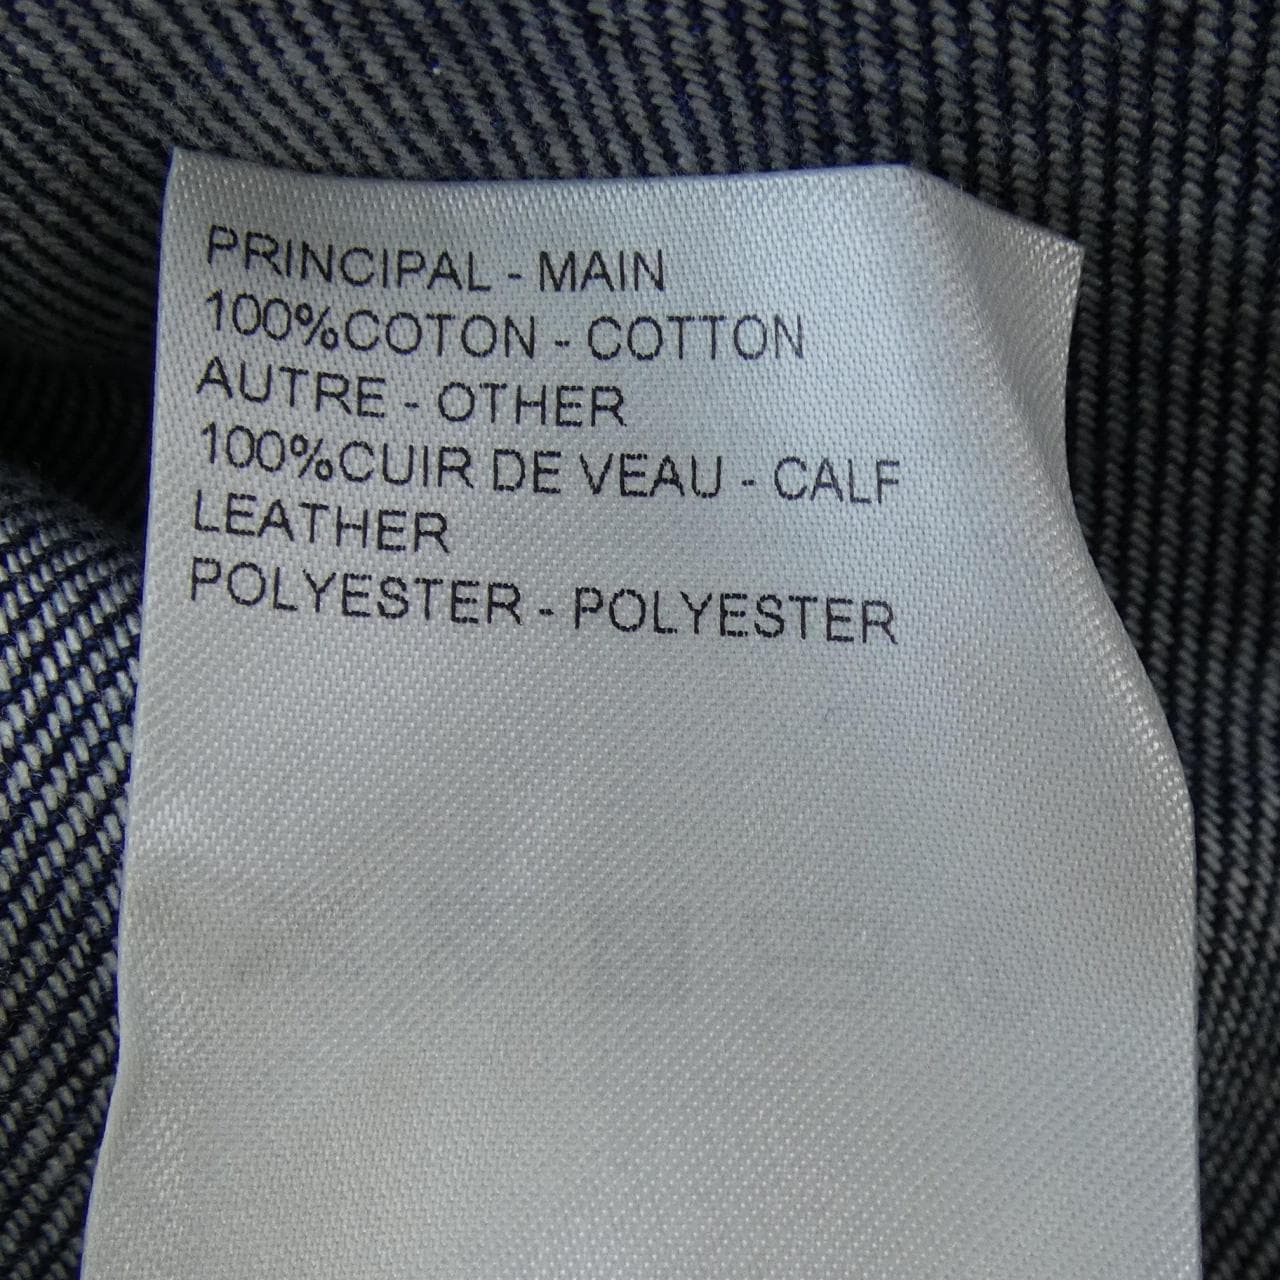 PRINCIPAL - MAIN
100%COTON - COTTON
AUTRE - OTHER
100%CUIR DE VEAU - CALF
LEATHER
POLYESTER - POLYESTER